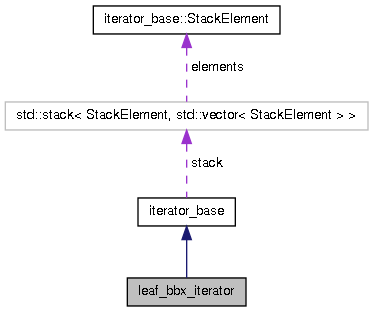 iterator_base::StackElement
elements
std::stack< StackElement, std::vector< StackElement > >
stack
iterator_base
leaf_bbx_iterator